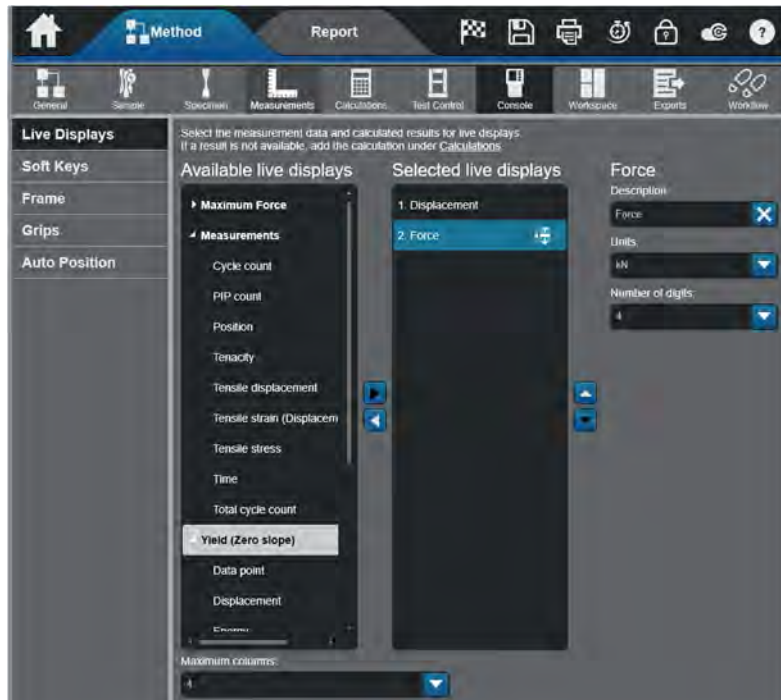 Method
Report
?
General
Sample
Specimen
Measurements
Calculations
Test Control
Console
Workspace
Exports
Workflow
Live Displays
Soft Keys
Frame
Grips
Auto Position
Select the measurement data and calculated results for live displays.
If a result is not available, add the calculation under Calculations.
Available live displays
Maximum Force
Measurements
Cycle count
PIP count
Position
Tenacity
Tensile displacement
Tensile strain (Displacem
Tensile stress
Time
Total cycle count
Yield (Zero slope)
Data point
Displacement
Energy
Maximum columns:
4
Selected live displays
1. Displacement
2. Force
Force
Description:
Force
Units:
kN
Number of digits:
4